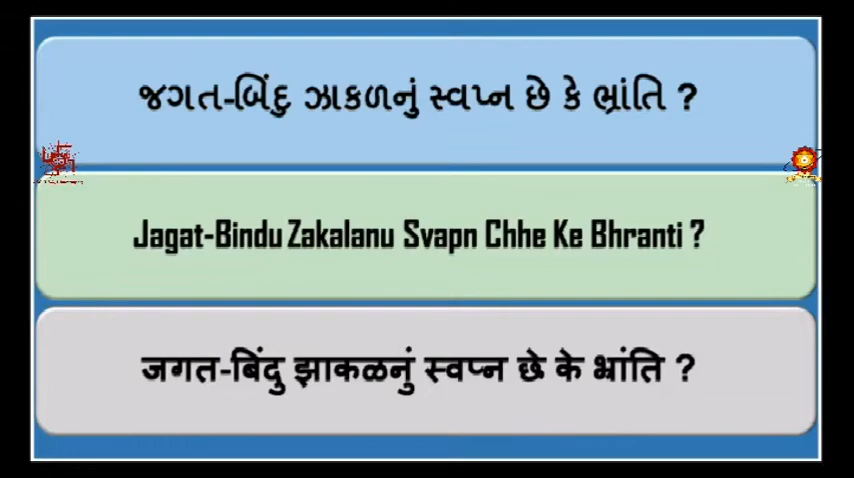 જગત-બિંદુ ઝાકળનું સ્વપ્ન છે કે ભ્રાંતિ ?
Jagat-Bindu Zakalanu Svapn Chhe Ke Bhranti ?
जगत-बिंदु झाकळनुं स्वप्न छे के भ्रांति ?